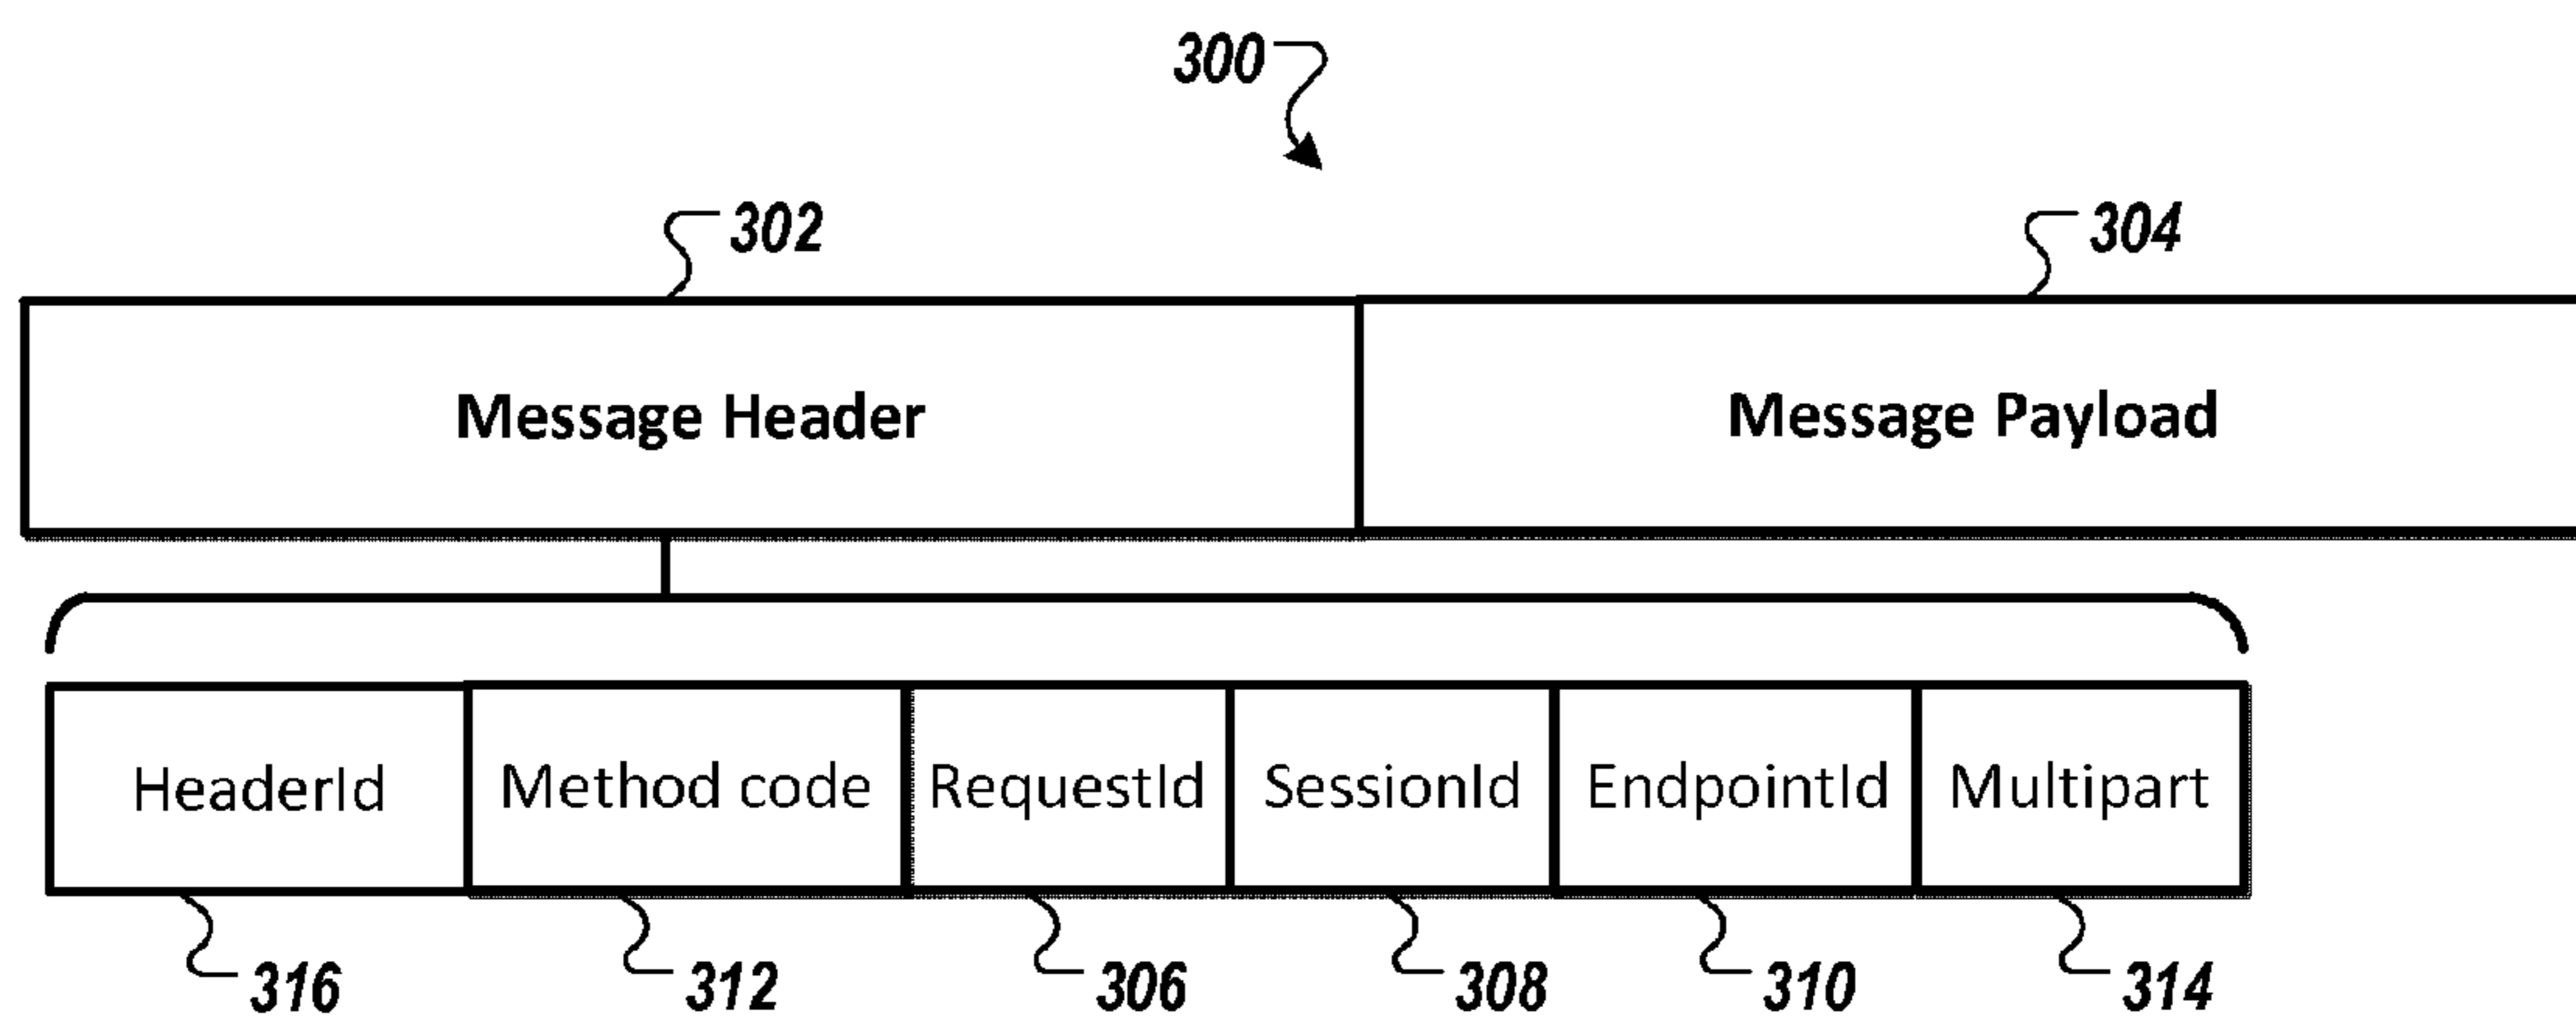 300
302 304
Message Header Message Payload
HeaderId Method code RequestId SessionId EndpointId Multipart
316 312 306 308 310 314